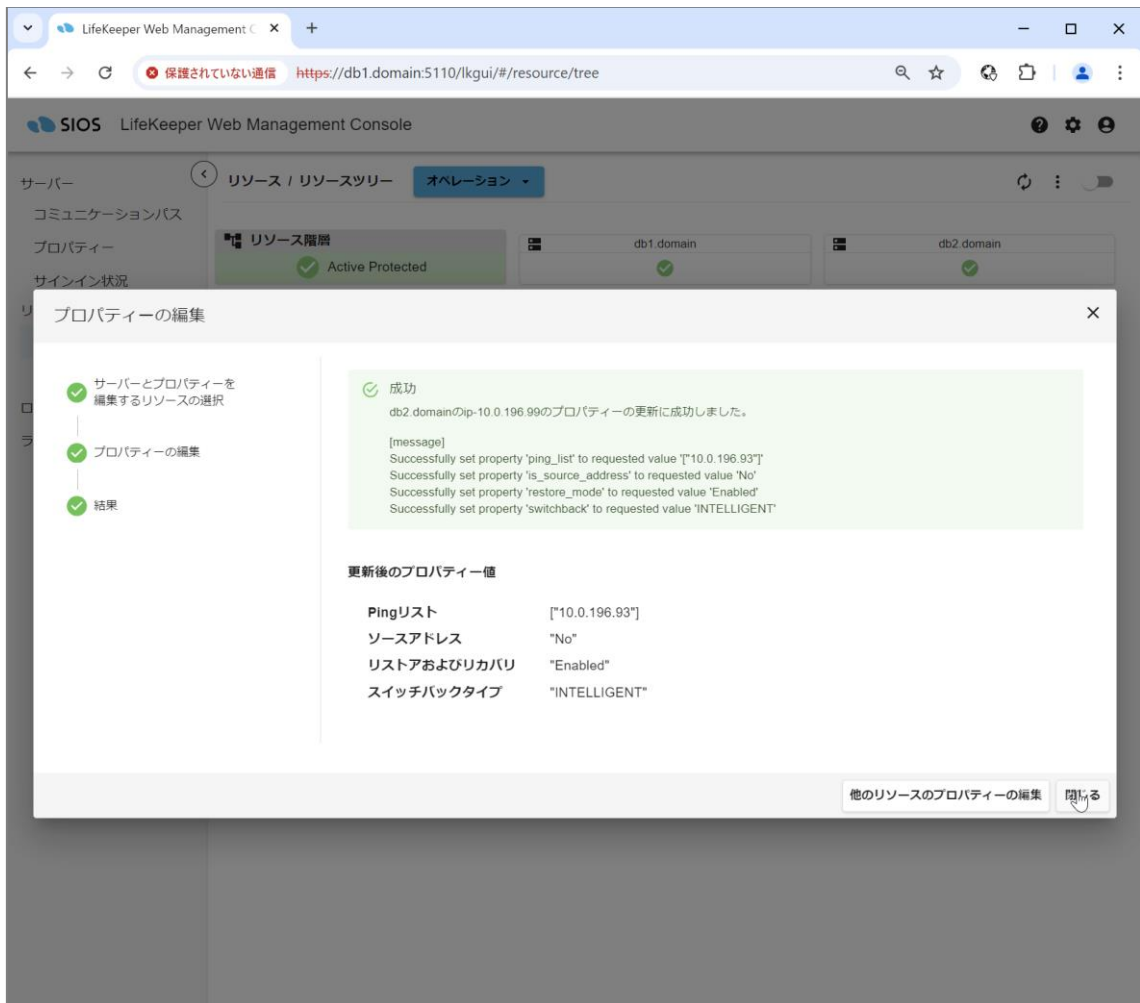 LifeKeeper Web Management C
保護されていない通信
https://db1.domain:5110/lkgui/#/resource/tree
SIOS LifeKeeper Web Management Console
サーバー
コミュニケーションパス
プロパティー
サインイン状況
リ
ロ
ラ
リソース / リソースツリー
オペレーション
リソース階層
Active Protected
db1.domain
db2.domain
プロパティーの編集
サーバーとプロパティーを
編集するリソースの選択
プロパティーの編集
結果
成功
db2.domainのip-10.0.196.99のプロパティーの更新に成功しました。
[message]
Successfully set property 'ping_list' to requested value '["10.0.196.93"]'
Successfully set property 'is_source_address' to requested value 'No'
Successfully set property 'restore_mode' to requested value 'Enabled'
Successfully set property 'switchback' to requested value 'INTELLIGENT'
更新後のプロパティー値
Pingリスト ["10.0.196.93"]
ソースアドレス "No"
リストアおよびリカバリ "Enabled"
スイッチバックタイプ "INTELLIGENT"
他のリソースのプロパティーの編集
閉じる